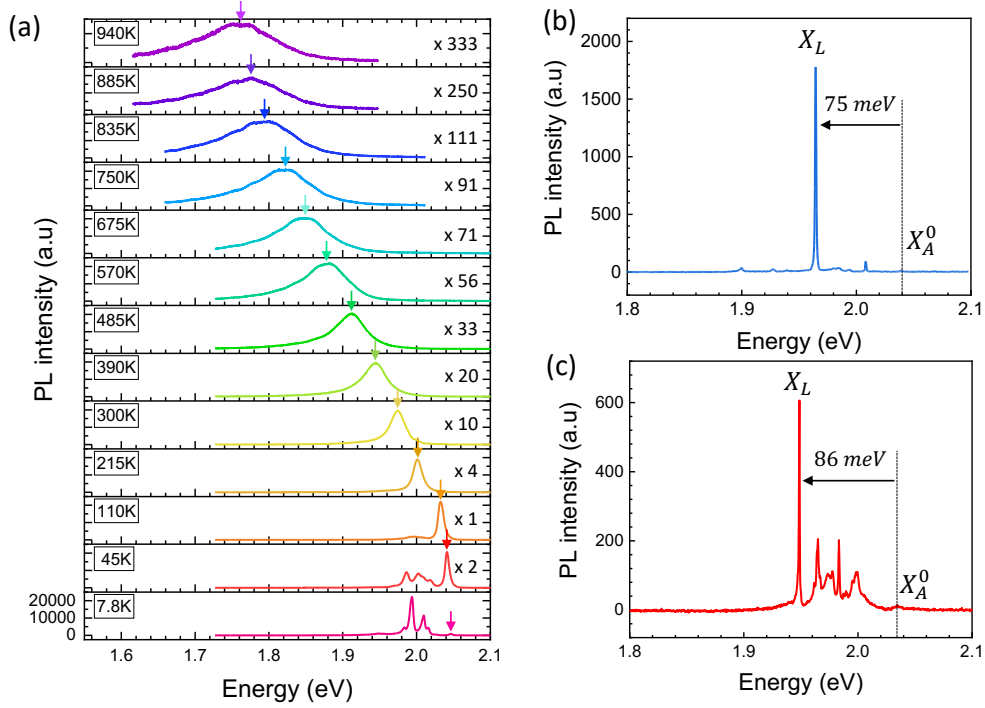 (a)
PL intensity (a.u)
940K x 333
885K x 250
835K x 111
750K x 91
675K x 71
570K x 56
485K x 33
390K x 20
300K x 10
215K x 4
110K x 1
45K x 2
20000 7.8K
0
1.6 1.7 1.8 1.9 2.0 2.1
Energy (eV)
(b)
PL intensity (a.u)
2000
1500
1000
500
0
X_L
75 meV
X_A^0
1.8 1.9 2.0 2.1
Energy (eV)
(c)
PL intensity (a.u)
600
400
200
0
X_L
86 meV
X_A^0
1.8 1.9 2.0 2.1
Energy (eV)